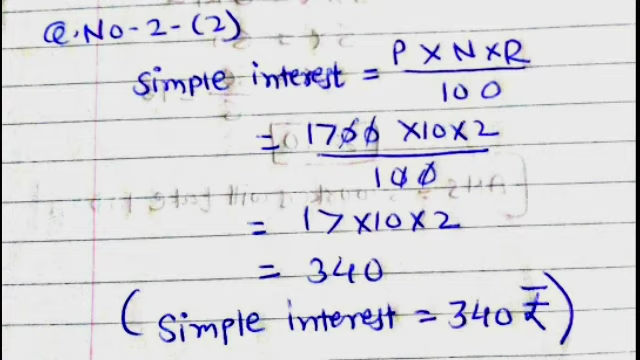 Q.NO-2-(2)
Simple interest = P X N X R / 100
= 1700 X 10 X 2 / 100
= 17 X 10 X 2
= 340
( Simple interest = 340 ₹ )